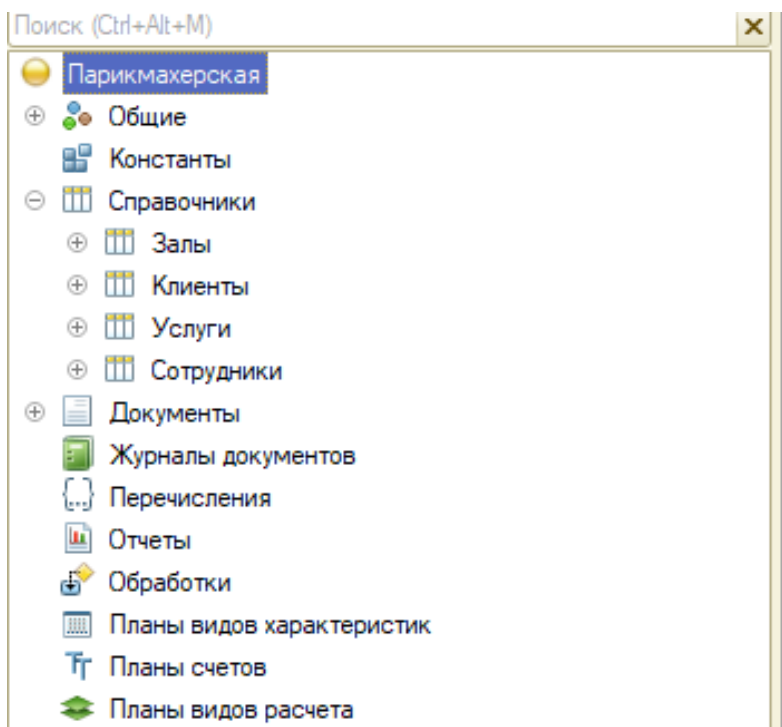 Поиск (Ctrl+Alt+M)
Парикмахерская
Общие
Константы
Справочники
Залы
Клиенты
Услуги
Сотрудники
Документы
Журналы документов
Перечисления
Отчеты
Обработки
Планы видов характеристик
Планы счетов
Планы видов расчета